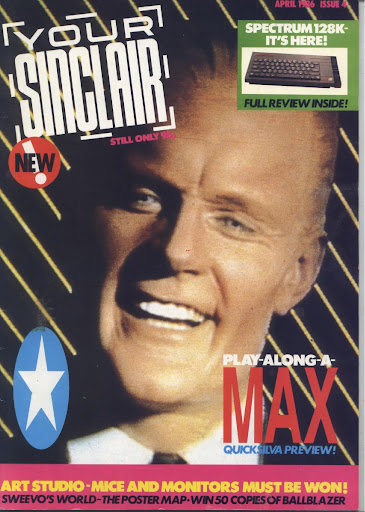 APRIL 1986 ISSUE 4
YOUR
SINCLAIR
STILL ONLY 95p
NEW!
SPECTRUM 128K-
IT'S HERE!
FULL REVIEW INSIDE!
PLAY-ALONG-A-
MAX
QUICKSILVA PREVIEW!
ART STUDIO-MICE AND MONITORS MUST BE WON!
SWEEVO'S WORLD-THE POSTER MAP·WIN 50 COPIES OF BALLBLAZER